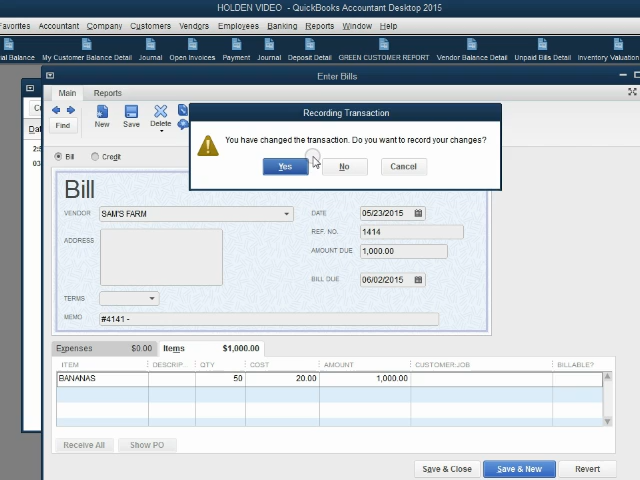 HOLDEN VIDEO - QuickBooks Accountant Desktop 2015
avorites Accountant Company Customers Vendors Employees Banking Reports Window Help
ial Balance My Customer Balance Detail Journal Open Invoices Payment Journal Deposit Detail GREEN CUSTOMER REPORT Vendor Balance Detail Unpaid Bills Detail Inventory Valuation
Enter Bills
Main Reports
Find New Save Delete
Recording Transaction
You have changed the transaction. Do you want to record your changes?
Yes No Cancel
Bill Credit
Bill
VENDOR SAM'S FARM
DATE 05/23/2015
ADDRESS
REF. NO. 1414
AMOUNT DUE 1,000.00
BILL DUE 06/02/2015
TERMS
MEMO #4141 -
Expenses $0.00 Items $1,000.00
ITEM DESCRIP QTY COST AMOUNT CUSTOMER:JOB BILLABLE?
BANANAS 50 20.00 1,000.00
Receive All Show PO
Save & Close Save & New Revert